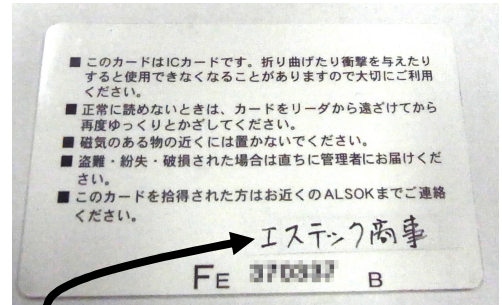 ■ このカードはICカードです。折り曲げたり衝撃を与えたり
すると使用できなくなることがありますので大切にご利用
ください。
■ 正常に読めないときは、カードをリーダから遠ざけてから
再度ゆっくりとかざしてください。
■ 磁気のある物の近くには置かないでください。
■ 盗難・紛失・破損された場合は直ちに管理者にお届けくだ
さい。
■ このカードを拾得された方はお近くのALSOKまでご連絡
ください。
エステック商事
FE B